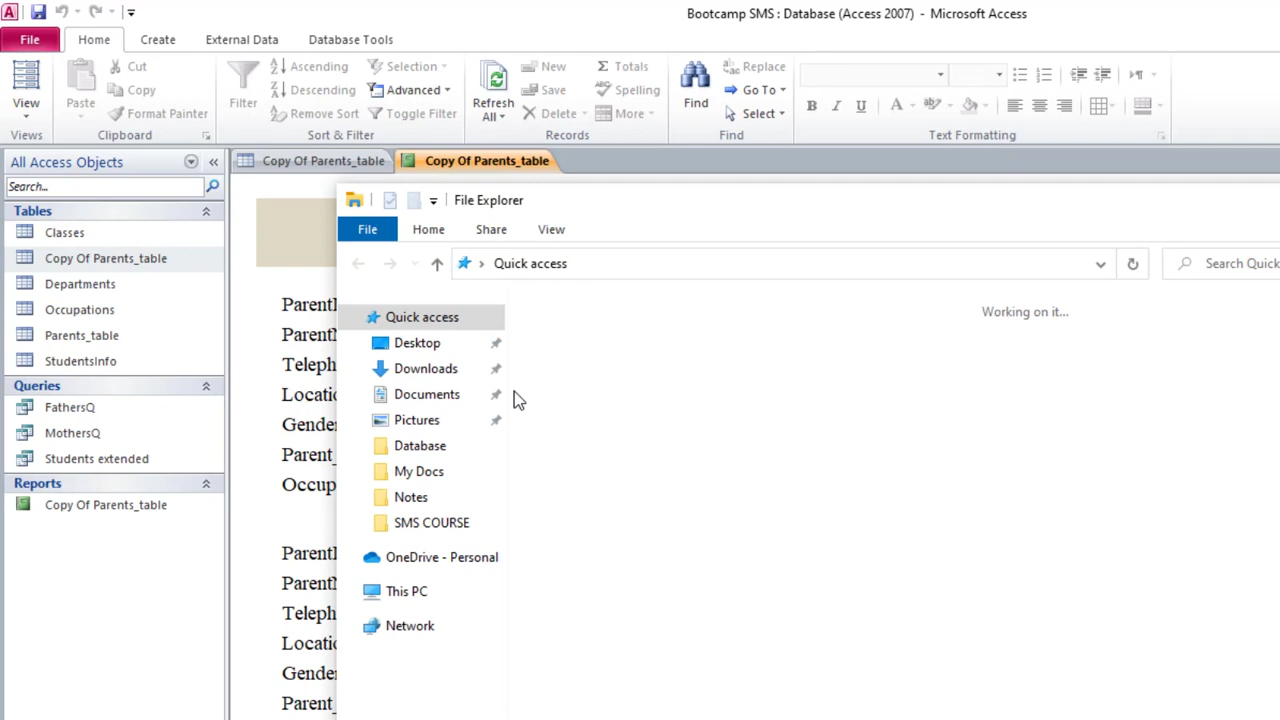 Bootcamp SMS : Database (Access 2007) - Microsoft Access
File Home Create External Data Database Tools
View
Views
Paste
Cut
Copy
Format Painter
Clipboard
Filter
Ascending
Descending
Remove Sort
Selection
Advanced
Toggle Filter
Sort & Filter
Refresh
All
New
Save
Delete
Totals
Spelling
More
Records
Find
Replace
Go To
Select
Find
B I U A ab
Text Formatting
All Access Objects
Search...
Tables
Classes
Copy Of Parents_table
Departments
Occupations
Parents_table
StudentsInfo
Queries
FathersQ
MothersQ
Students extended
Reports
Copy Of Parents_table
Copy Of Parents_table Copy Of Parents_table
ParentI
ParentN
Teleph
Locatio
Gender
Parent_
Occup
ParentI
ParentN
Teleph
Locatio
Gender
Parent_
File Explorer
File Home Share View
Quick access
Search Quick
Working on it...
Quick access
Desktop
Downloads
Documents
Pictures
Database
My Docs
Notes
SMS COURSE
OneDrive - Personal
This PC
Network